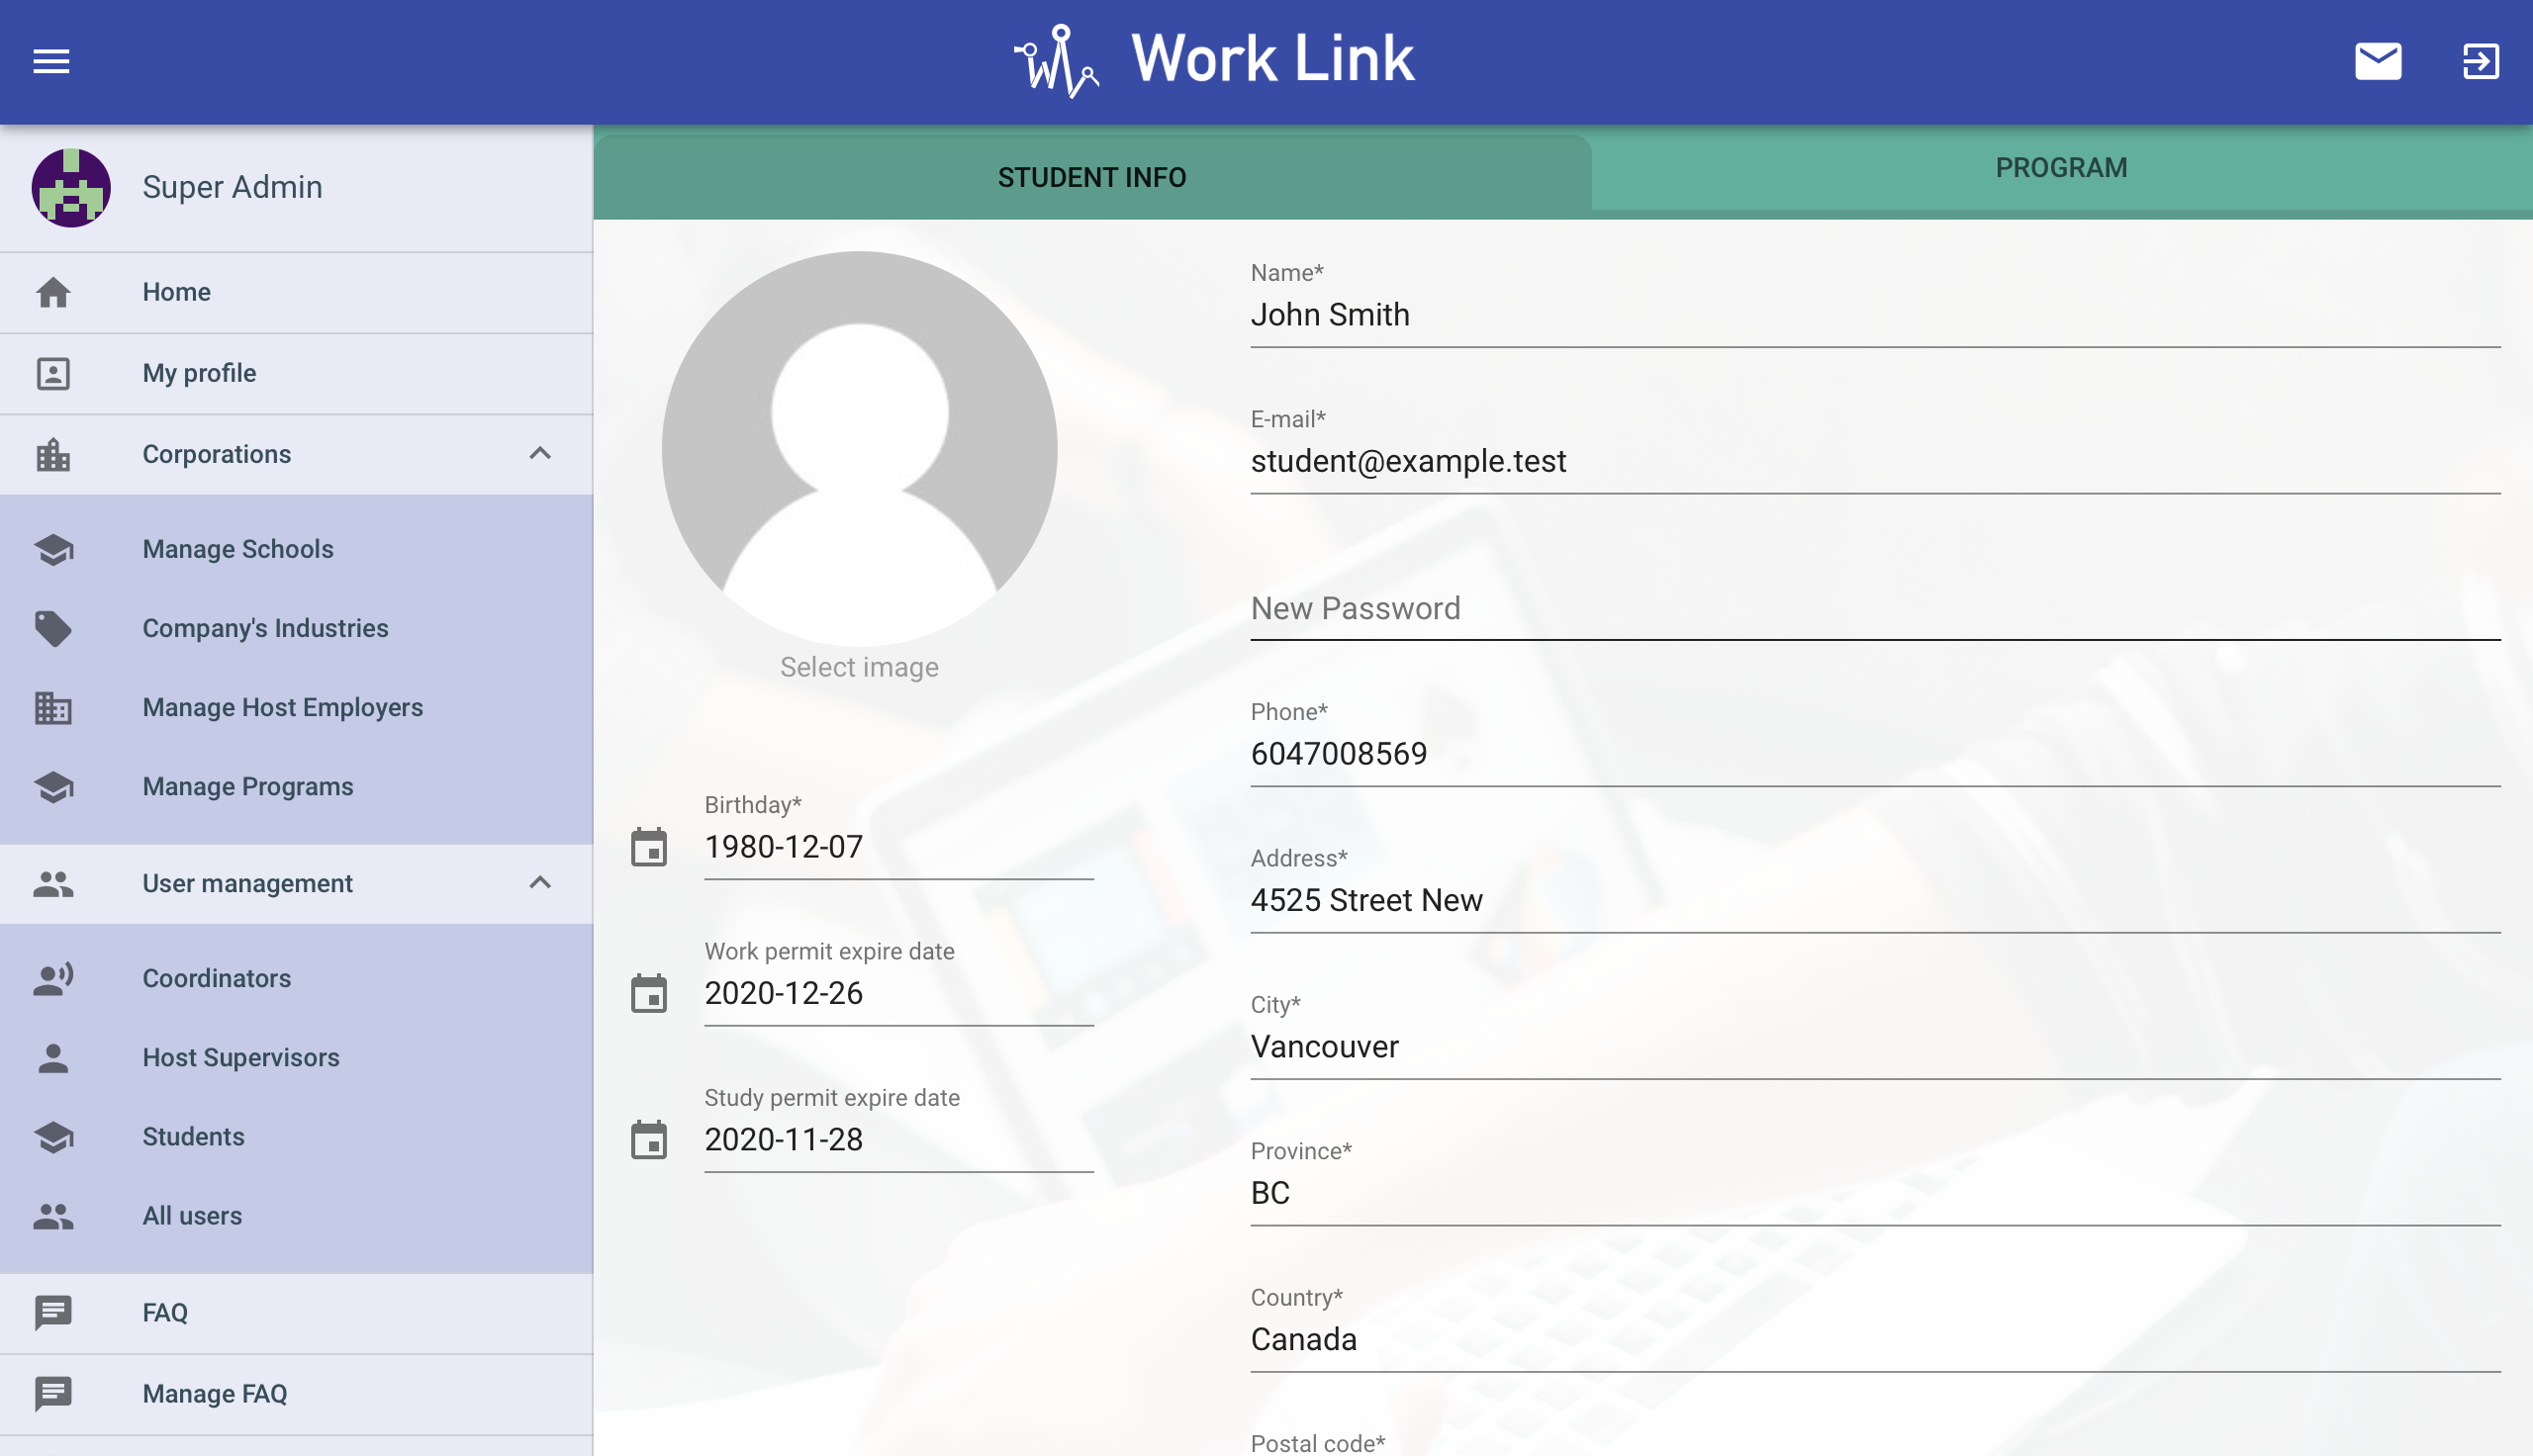 Work Link
Super Admin
Home
My profile
Corporations
Manage Schools
Company's Industries
Manage Host Employers
Manage Programs
User management
Coordinators
Host Supervisors
Students
All users
FAQ
Manage FAQ
STUDENT INFO
PROGRAM
Select image
Birthday*
1980-12-07
Work permit expire date
2020-12-26
Study permit expire date
2020-11-28
Name*
John Smith
E-mail*
student@example.test
New Password
Phone*
6047008569
Address*
4525 Street New
City*
Vancouver
Province*
BC
Country*
Canada
Postal code*